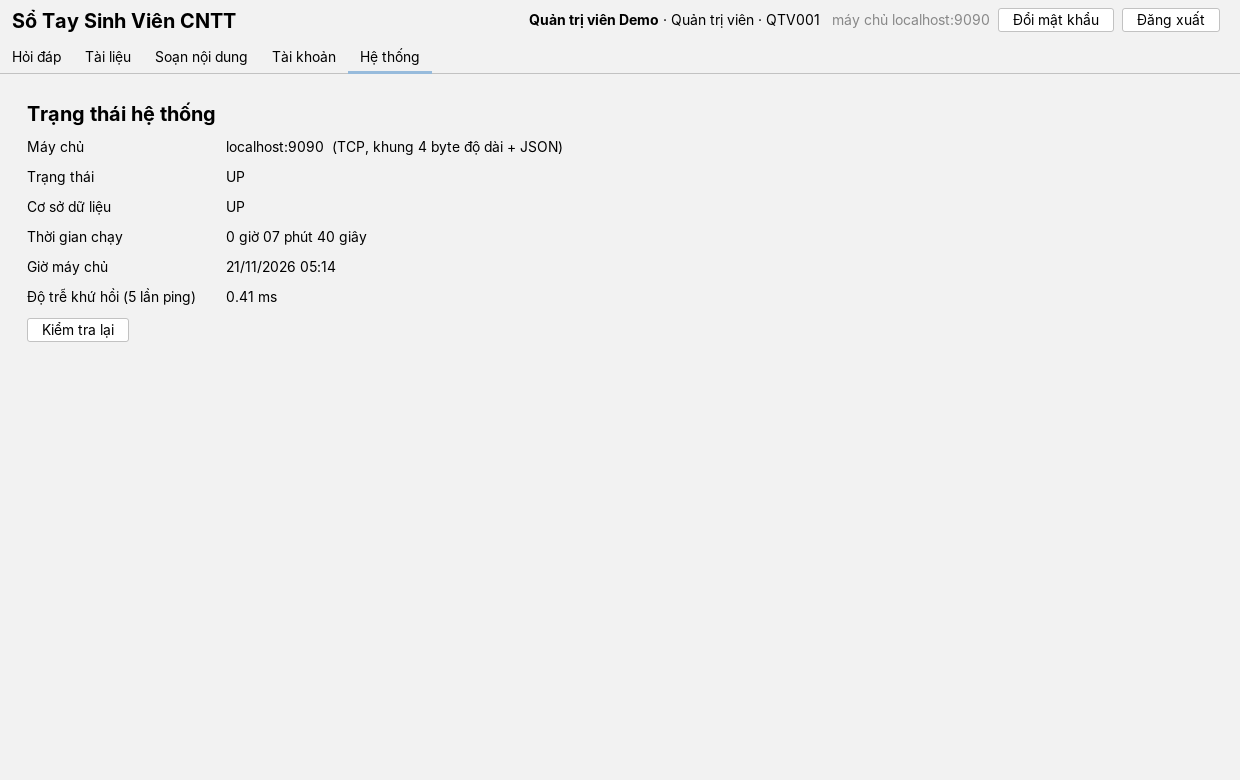 Sổ Tay Sinh Viên CNTT
Quản trị viên Demo · Quản trị viên · QTV001 máy chủ localhost:9090 Đổi mật khẩu Đăng xuất
Hỏi đáp Tài liệu Soạn nội dung Tài khoản Hệ thống
Trạng thái hệ thống
Máy chủ localhost:9090 (TCP, khung 4 byte độ dài + JSON)
Trạng thái UP
Cơ sở dữ liệu UP
Thời gian chạy 0 giờ 07 phút 40 giây
Giờ máy chủ 21/11/2026 05:14
Độ trễ khứ hồi (5 lần ping) 0.41 ms
Kiểm tra lại